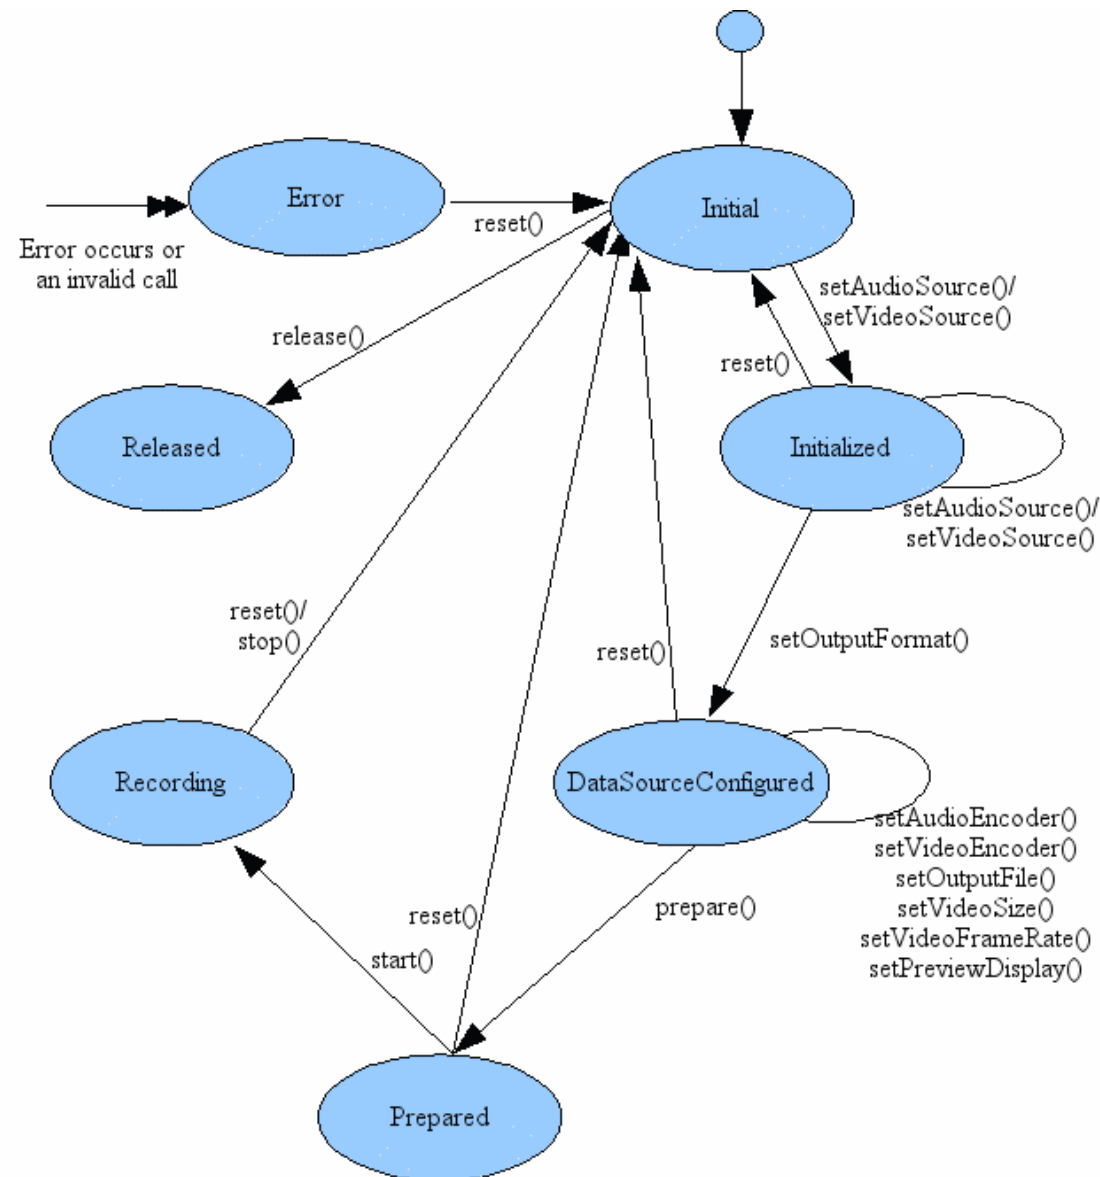 Error
Initial
reset()
Error occurs or
an invalid call
setAudioSource()/
setVideoSource()
release()
reset()
Released
Initialized
setAudioSource()/
setVideoSource()
reset()/
stop()
reset()
setOutputFormat()
Recording
DataSourceConfigured
setAudioEncoder()
setVideoEncoder()
setOutputFile()
setVideoSize()
setVideoFrameRate()
setPreviewDisplay()
reset()
prepare()
start()
Prepared